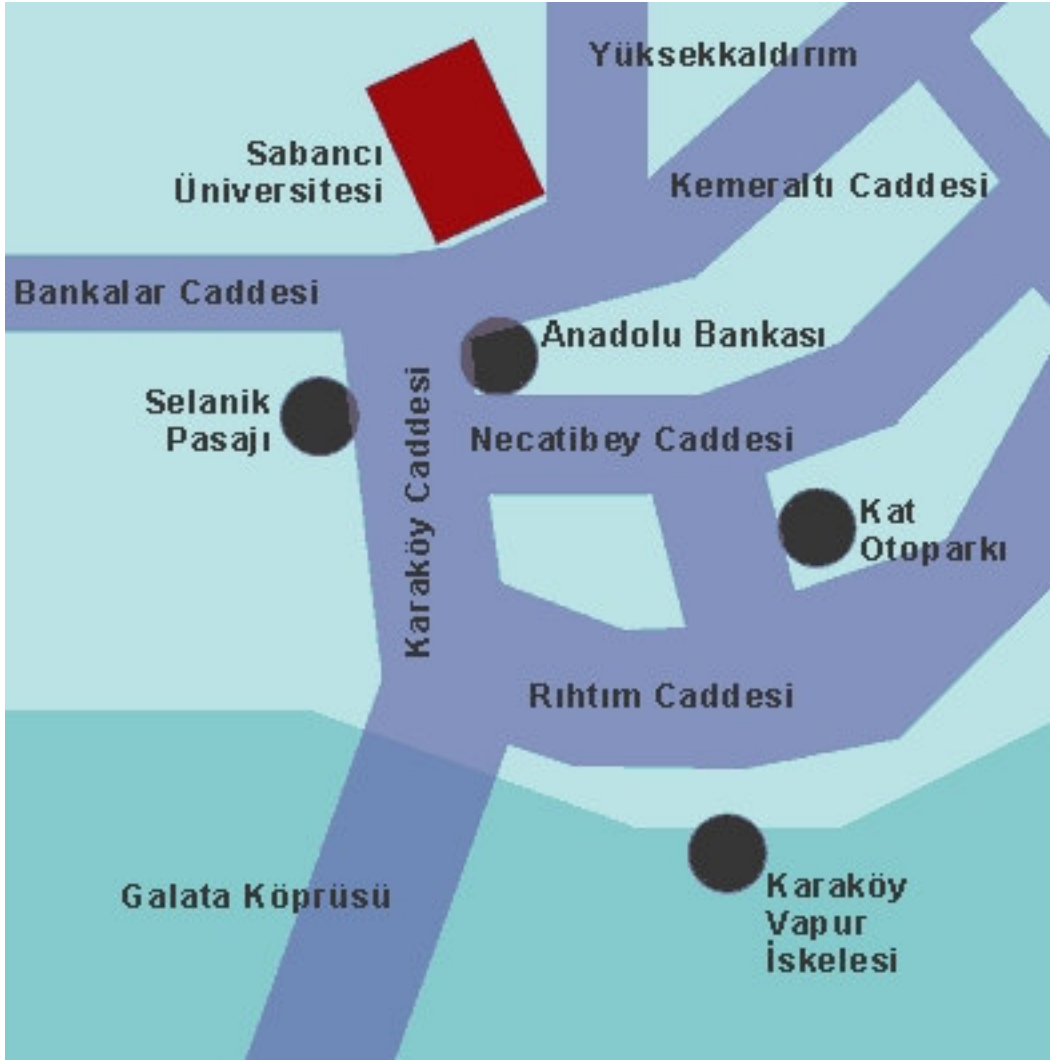 Yüksekkaldırım
Sabancı
Üniversitesi
Kemeraltı Caddesi
Bankalar Caddesi
Anadolu Bankası
Selanik
Pasajı
Karaköy Caddesi
Necatibey Caddesi
Kat
Otoparkı
Rıhtım Caddesi
Galata Köprüsü
Karaköy
Vapur
İskelesi